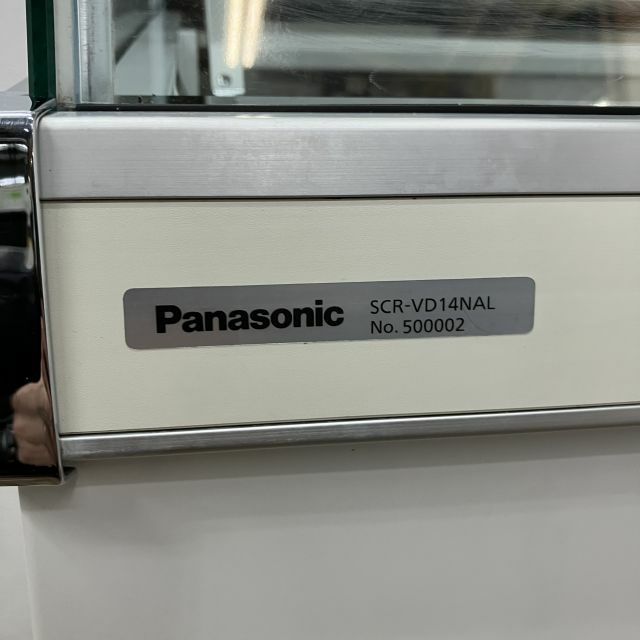 Panasonic
SCR-VD14NAL
No. 500002